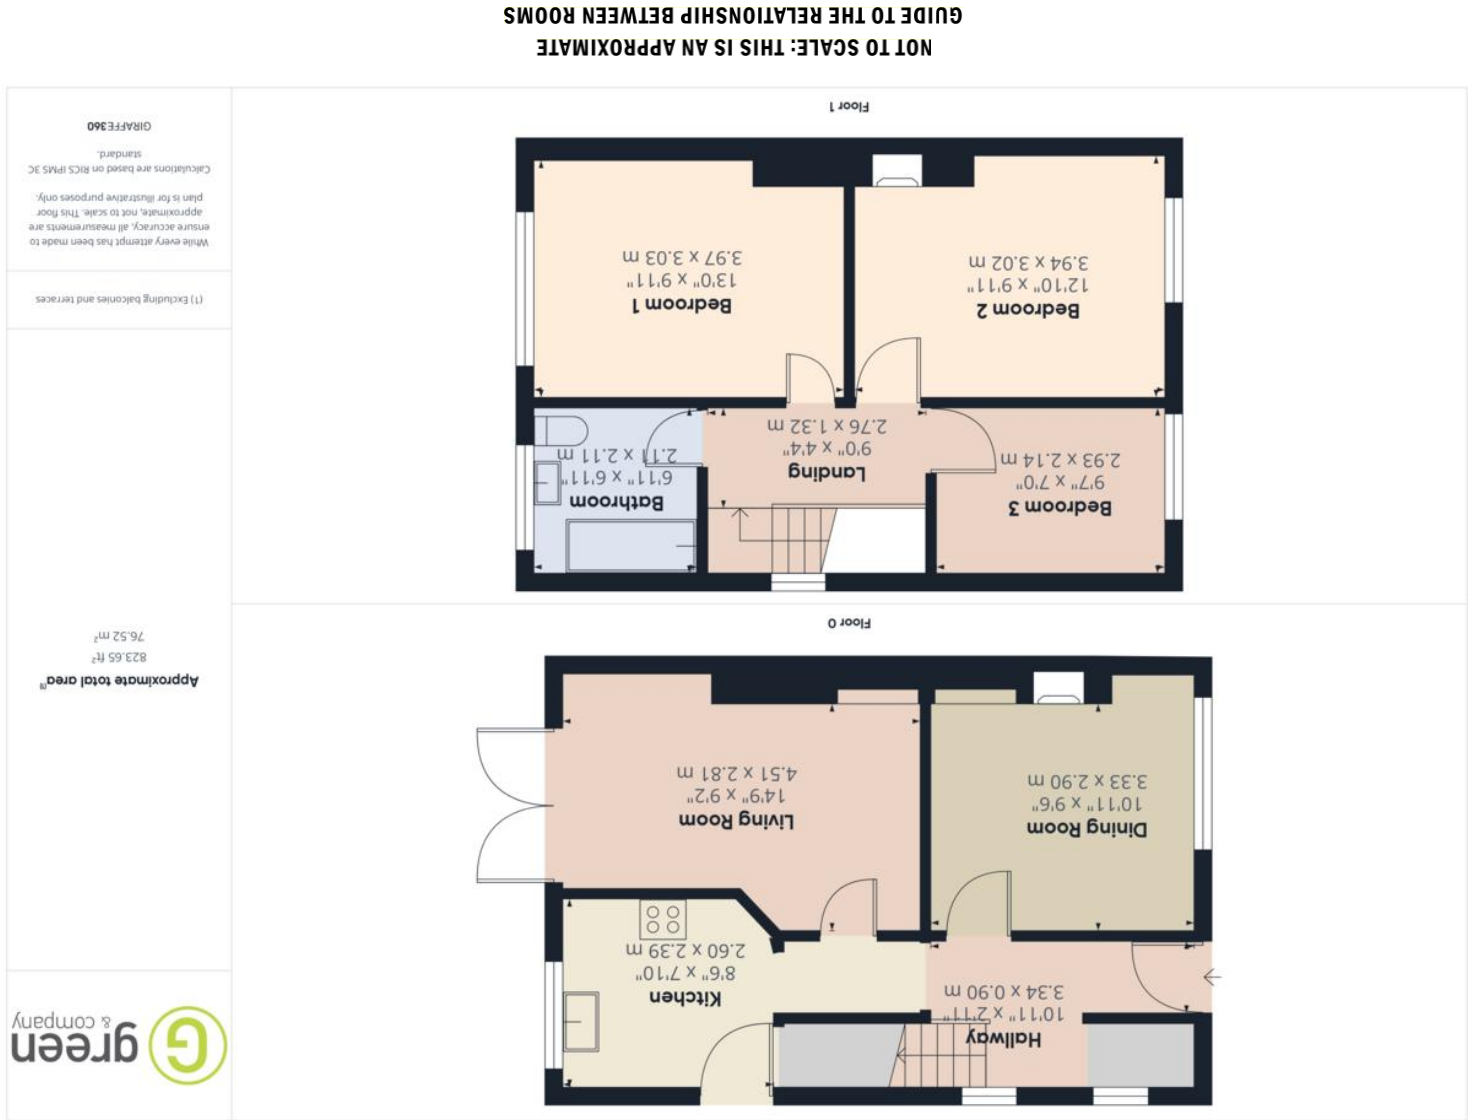 green
& company
Approximate total area⁽¹⁾
823.65 ft²
76.52 m²
(1) Excluding balconies and terraces
While every attempt has been made to
ensure accuracy, all measurements are
approximate, not to scale. This floor
plan is for illustrative purposes only.
Calculations are based on RICS IPMS 3C
standard.
GIRAFFE360
Hallway
10'11" x 2'11"
3.34 x 0.90 m
Kitchen
8'6" x 7'10"
2.60 x 2.39 m
Dining Room
10'11" x 9'6"
3.33 x 2.90 m
Living Room
14'9" x 9'2"
4.51 x 2.81 m
Floor 0
Bedroom 3
9'7" x 7'0"
2.93 x 2.14 m
Landing
9'0" x 4'4"
2.76 x 1.32 m
Bathroom
6'11" x 6'11"
2.11 x 2.11 m
Bedroom 2
12'10" x 9'11"
3.94 x 3.02 m
Bedroom 1
13'0" x 9'11"
3.97 x 3.03 m
Floor 1
NOT TO SCALE: THIS IS AN APPROXIMATE
GUIDE TO THE RELATIONSHIP BETWEEN ROOMS